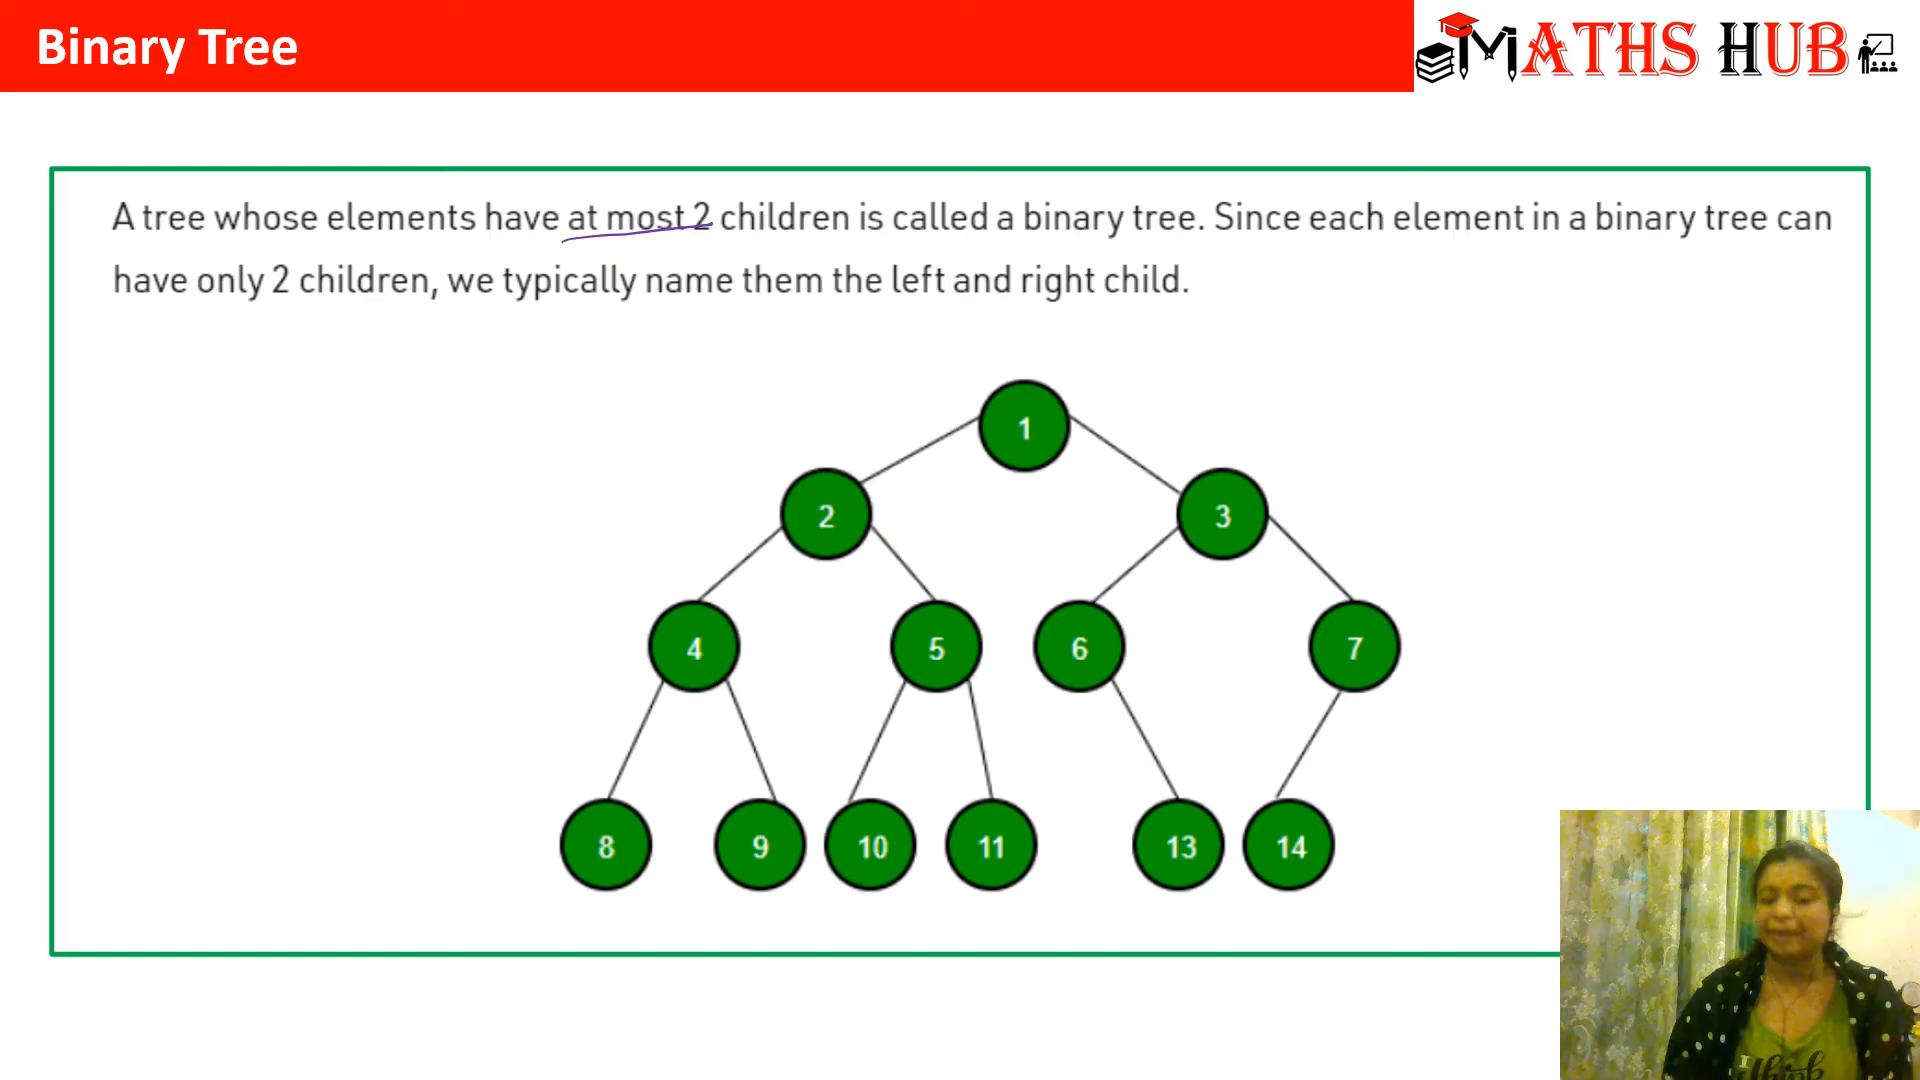 Binary Tree
MATHS HUB
A tree whose elements have at most 2 children is called a binary tree. Since each element in a binary tree can
have only 2 children, we typically name them the left and right child.
1
2 3
4 5 6 7
8 9 10 11 13 14
I
think